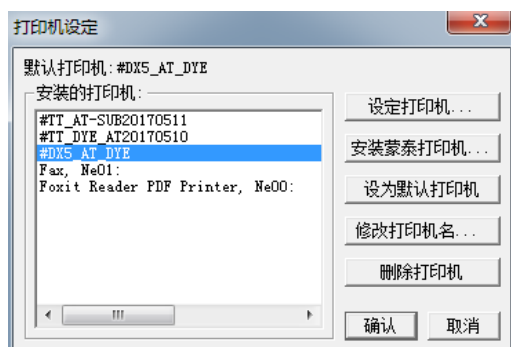 打印机设定
默认打印机:#DX5_AT_DYE
安装的打印机:
#TT_AT-SUB20170511
#TT_DYE_AT20170510
#DX5_AT_DYE
Fax, Ne01:
Foxit Reader PDF Printer, Ne00:
设定打印机...
安装蒙泰打印机...
设为默认打印机
修改打印机名...
删除打印机
确认
取消